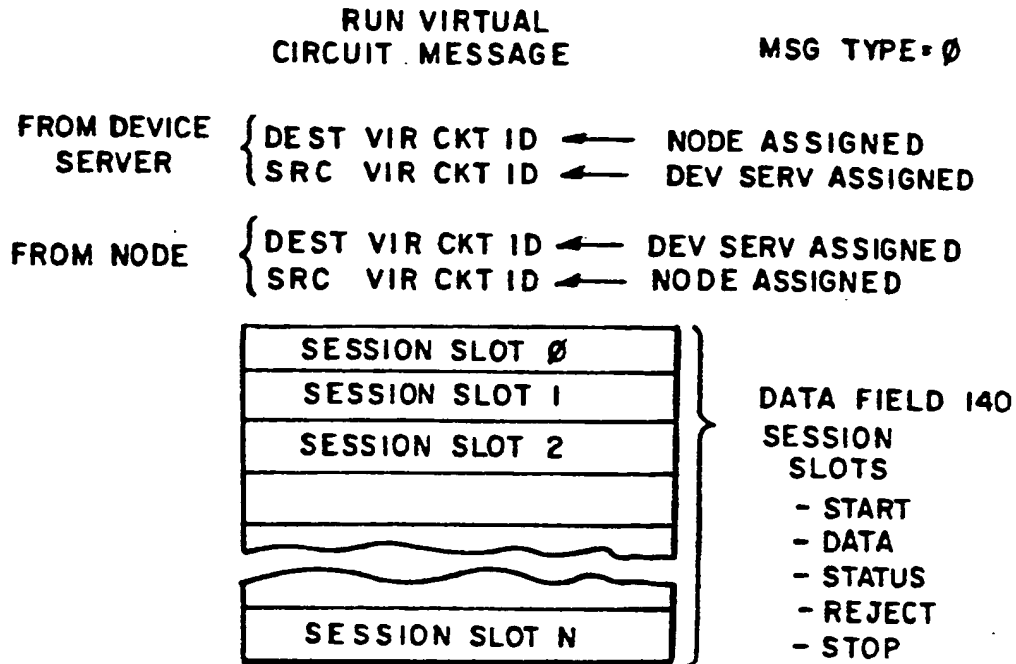 RUN VIRTUAL
CIRCUIT MESSAGE
MSG TYPE=Ø
FROM DEVICE
SERVER
DEST VIR CKT ID
NODE ASSIGNED
SRC VIR CKT ID
DEV SERV ASSIGNED
FROM NODE
DEST VIR CKT ID
DEV SERV ASSIGNED
SRC VIR CKT ID
NODE ASSIGNED
SESSION SLOT Ø
SESSION SLOT 1
SESSION SLOT 2
SESSION SLOT N
DATA FIELD 140
SESSION
SLOTS
- START
- DATA
- STATUS
- REJECT
- STOP